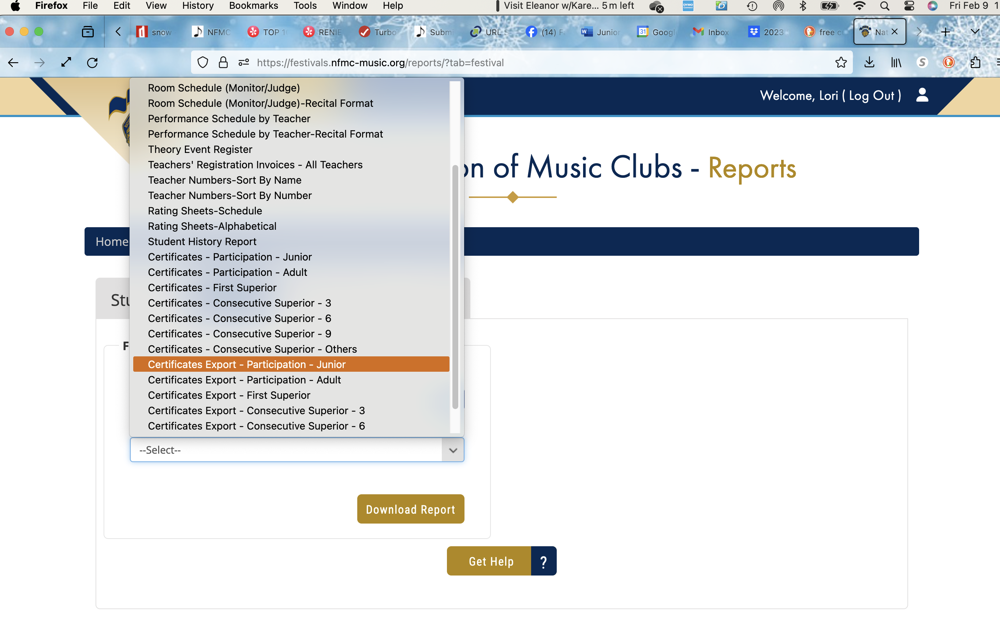 Firefox File Edit View History Bookmarks Tools Window Help Visit Eleanor w/Kare... 5 m left DYMO Connect Fri Feb 9 1
snow NFMC TOP 1 RENIE Turbo Submi URL S (14) Fa Junior 31 Googl Inbox 2023 free c Nat
https://festivals.nfmc-music.org/reports/?tab=festival
Welcome, Lori ( Log Out )
Room Schedule (Monitor/Judge)
Room Schedule (Monitor/Judge)-Recital Format
Performance Schedule by Teacher
Performance Schedule by Teacher-Recital Format
Theory Event Register
Teachers' Registration Invoices - All Teachers
Teacher Numbers-Sort By Name
Teacher Numbers-Sort By Number
Rating Sheets-Schedule
Rating Sheets-Alphabetical
Student History Report
Certificates - Participation - Junior
Certificates - Participation - Adult
Certificates - First Superior
Certificates - Consecutive Superior - 3
Certificates - Consecutive Superior - 6
Certificates - Consecutive Superior - 9
Certificates - Consecutive Superior - Others
Certificates Export - Participation - Junior
Certificates Export - Participation - Adult
Certificates Export - First Superior
Certificates Export - Consecutive Superior - 3
Certificates Export - Consecutive Superior - 6
on of Music Clubs - Reports
Home
Stu
F
--Select--
Download Report
Get Help ?